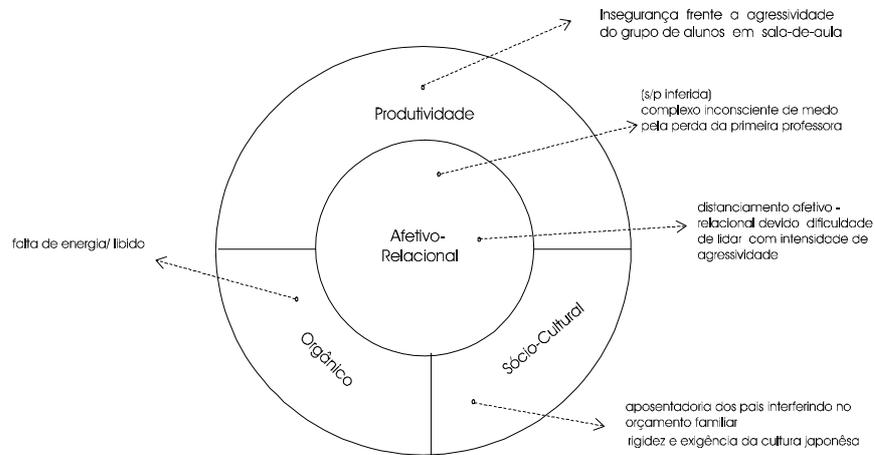 Insegurança frente a agressividade
do grupo de alunos em sala-de-aula
(s/p inferida)
complexo inconsciente de medo
pela perda da primeira professora
Produtividade
distanciamento afetivo -
relacional devido dificuldade
de lidar com intensidade de
agressividade
Afetivo-
Relacional
falta de energia/ libido
Orgânico
Sócio-Cultural
aposentadoria dos pais interferindo no
orçamento familiar
rigidez e exigência da cultura japonêsa